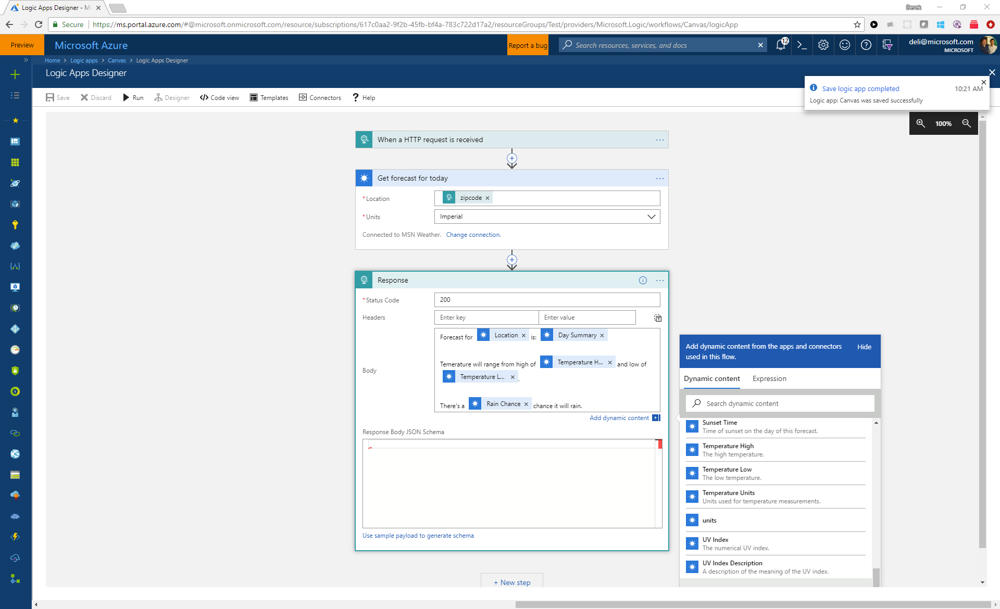 Logic Apps Designer - Mi
Derek
Secure
https://ms.portal.azure.com/#@microsoft.onmicrosoft.com/resource/subscriptions/617c0aa2-9f2b-45fb-bf4a-783c722d17a2/resourceGroups/Test/providers/Microsoft.Logic/workflows/Canvas/logicApp
Preview
Microsoft Azure
Report a bug
Search resources, services, and docs
12
deli@microsoft.com
MICROSOFT
Home > Logic apps > Canvas > Logic Apps Designer
Logic Apps Designer
Save logic app completed 10:21 AM
Logic app: Canvas was saved successfully
Save Discard Run Designer Code view Templates Connectors Help
100%
When a HTTP request is received
Get forecast for today
* Location zipcode
* Units Imperial
Connected to MSN Weather. Change connection.
Response
* Status Code 200
Headers Enter key Enter value
Body
Forecast for Location is: Day Summary
Temerature will range from high of Temperature H... and low of
Temperature L... .
There's a Rain Chance chance it will rain.
Add dynamic content
Response Body JSON Schema
Use sample payload to generate schema
+ New step
Add dynamic content from the apps and connectors
used in this flow.
Hide
Dynamic content Expression
Search dynamic content
Sunset Time
Time of sunset on the day of this forecast.
Temperature High
The high temperature.
Temperature Low
The low temperature.
Temperature Units
Units used for temperature measurements.
units
UV Index
The numerical UV index.
UV Index Description
A description of the meaning of the UV index.